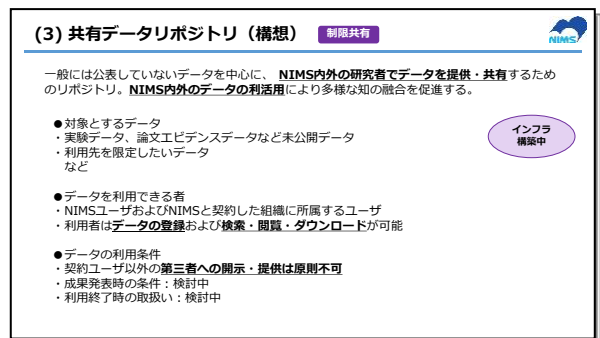 (3) 共有データリポジトリ（構想） 制限共有
NIMS
一般には公表していないデータを中心に、 NIMS内外の研究者でデータを提供・共有するため
のリポジトリ。NIMS内外のデータの利活用により多様な知の融合を促進する。
●対象とするデータ
・実験データ、論文エビデンスデータなど未公開データ
・利用先を限定したいデータ
など
インフラ
構築中
●データを利用できる者
・NIMSユーザおよびNIMSと契約した組織に所属するユーザ
・利用者はデータの登録および検索・閲覧・ダウンロードが可能
●データの利用条件
・契約ユーザ以外の第三者への開示・提供は原則不可
・成果発表時の条件：検討中
・利用終了時の取扱い：検討中